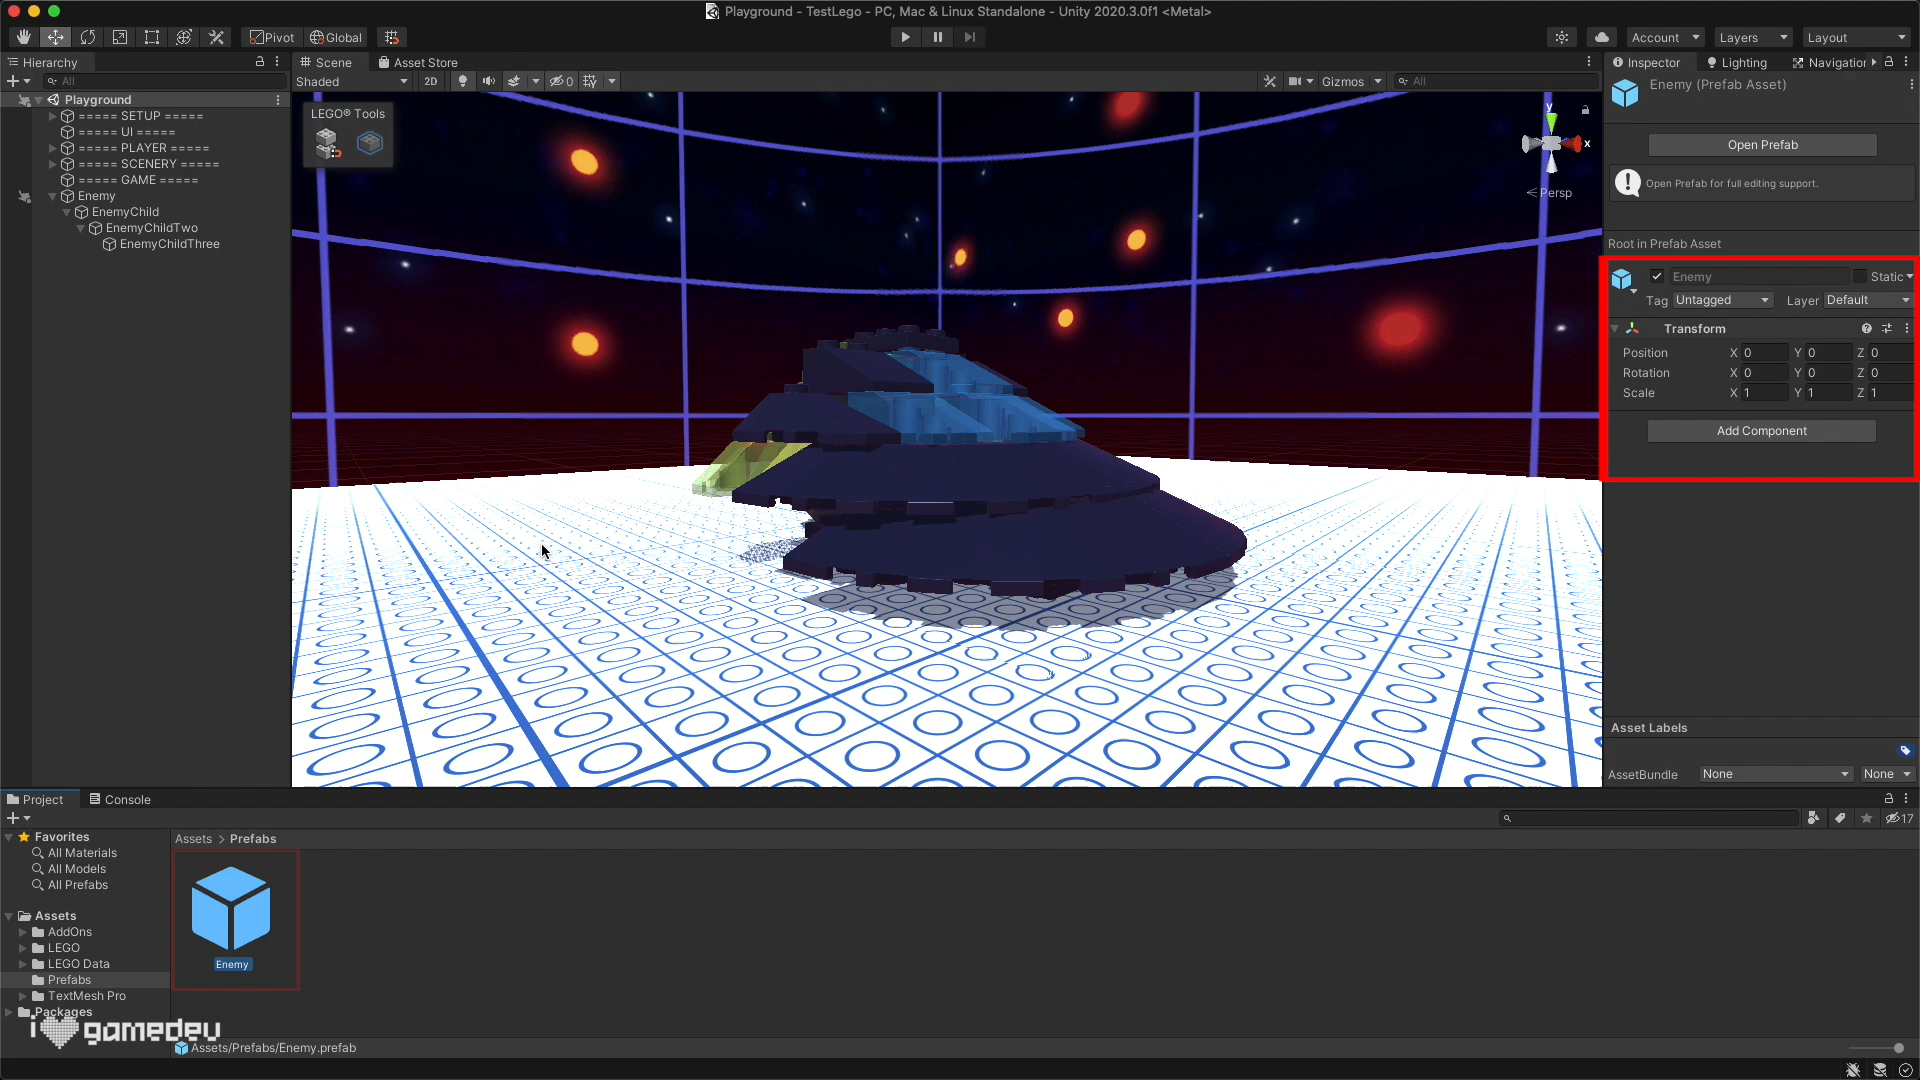 Playground - TestLego - PC, Mac & Linux Standalone - Unity 2020.3.0f1 <Metal>
Pivot Global Account Layers Layout
Hierarchy
All
Playground
===== SETUP =====
===== UI =====
===== PLAYER =====
===== SCENERY =====
===== GAME =====
Enemy
EnemyChild
EnemyChildTwo
EnemyChildThree
Scene Asset Store
Shaded 2D 0 Gizmos All
LEGO® Tools
y
x
Persp
Inspector Lighting Navigation
Enemy (Prefab Asset)
Open Prefab
Open Prefab for full editing support.
Root in Prefab Asset
Enemy Static
Tag Untagged Layer Default
Transform
Position X 0 Y 0 Z 0
Rotation X 0 Y 0 Z 0
Scale X 1 Y 1 Z 1
Add Component
Asset Labels
AssetBundle None None
Project Console
17
Favorites
All Materials
All Models
All Prefabs
Assets
AddOns
LEGO
LEGO Data
Prefabs
TextMesh Pro
Packages
Assets > Prefabs
Enemy
i gamedev
Assets/Prefabs/Enemy.prefab